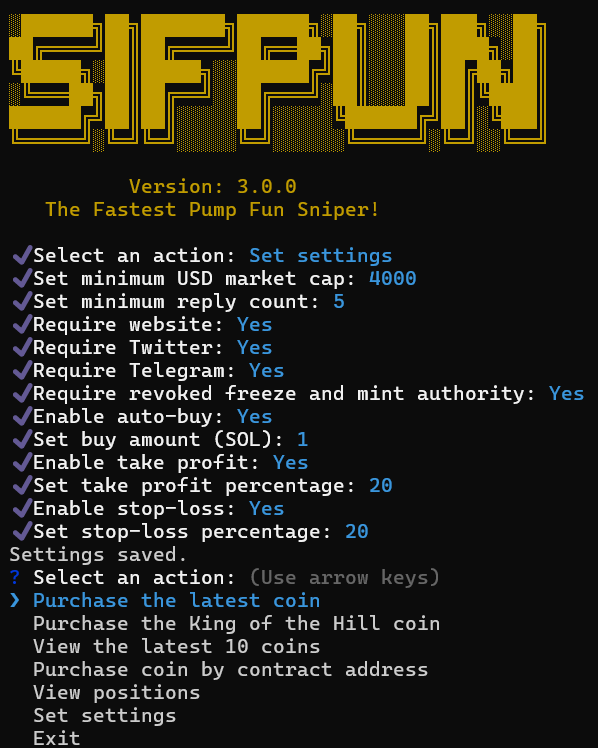 SIFPUN
Version: 3.0.0
The Fastest Pump Fun Sniper!
✔Select an action: Set settings
✔Set minimum USD market cap: 4000
✔Set minimum reply count: 5
✔Require website: Yes
✔Require Twitter: Yes
✔Require Telegram: Yes
✔Require revoked freeze and mint authority: Yes
✔Enable auto-buy: Yes
✔Set buy amount (SOL): 1
✔Enable take profit: Yes
✔Set take profit percentage: 20
✔Enable stop-loss: Yes
✔Set stop-loss percentage: 20
Settings saved.
? Select an action: (Use arrow keys)
❯ Purchase the latest coin
Purchase the King of the Hill coin
View the latest 10 coins
Purchase coin by contract address
View positions
Set settings
Exit